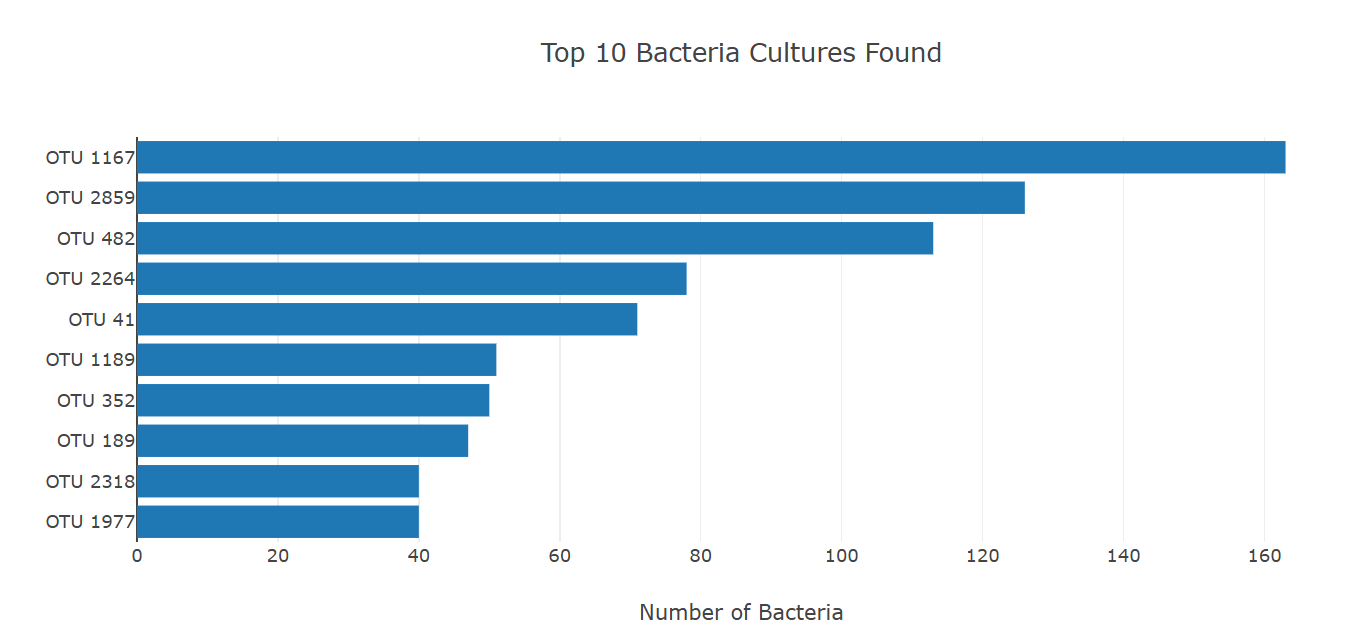 Top 10 Bacteria Cultures Found
OTU 1167
OTU 2859
OTU 482
OTU 2264
OTU 41
OTU 1189
OTU 352
OTU 189
OTU 2318
OTU 1977
0 20 40 60 80 100 120 140 160
Number of Bacteria